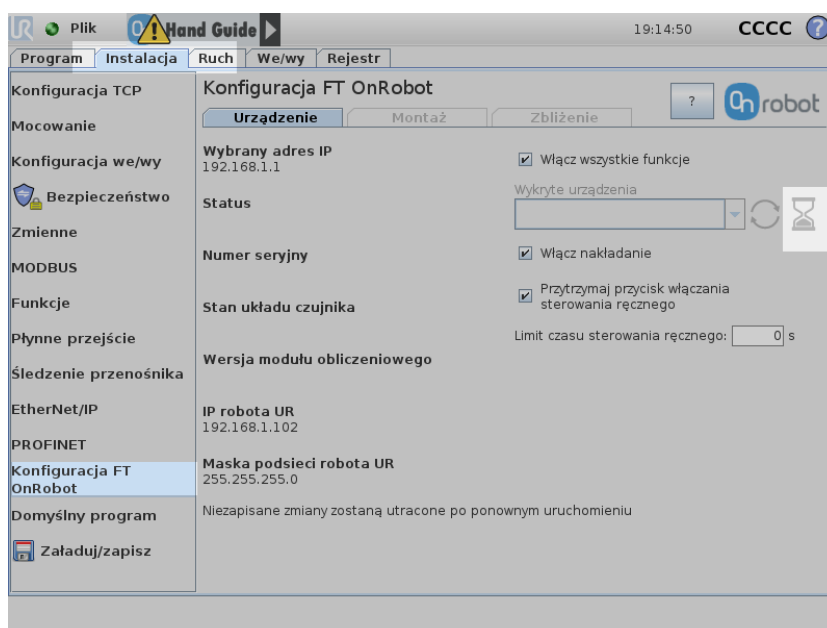 UR Plik On Hand Guide 19:14:50 CCCC ?
Program Instalacja Ruch We/wy Rejestr
Konfiguracja TCP
Mocowanie
Konfiguracja we/wy
Bezpieczeństwo
Zmienne
MODBUS
Funkcje
Płynne przejście
Śledzenie przenośnika
EtherNet/IP
PROFINET
Konfiguracja FT
OnRobot
Domyślny program
Załaduj/zapisz
Konfiguracja FT OnRobot
? On robot
Urządzenie Montaż Zbliżenie
Wybrany adres IP
192.168.1.1
Status
Numer seryjny
Stan układu czujnika
Wersja modułu obliczeniowego
IP robota UR
192.168.1.102
Maska podsieci robota UR
255.255.255.0
Niezapisane zmiany zostaną utracone po ponownym uruchomieniu
Włącz wszystkie funkcje
Wykryte urządzenia
Włącz nakładanie
Przytrzymaj przycisk włączania
sterowania ręcznego
Limit czasu sterowania ręcznego: 0 s